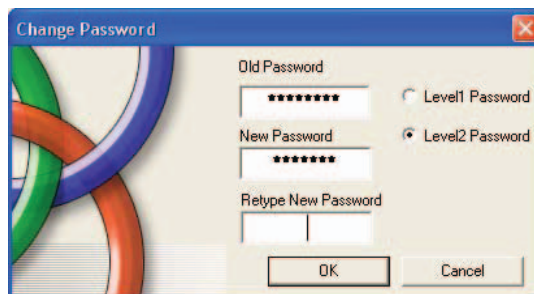 Change Password
Old Password
********
Level1 Password
New Password
Level2 Password
*******
Retype New Password
OK
Cancel